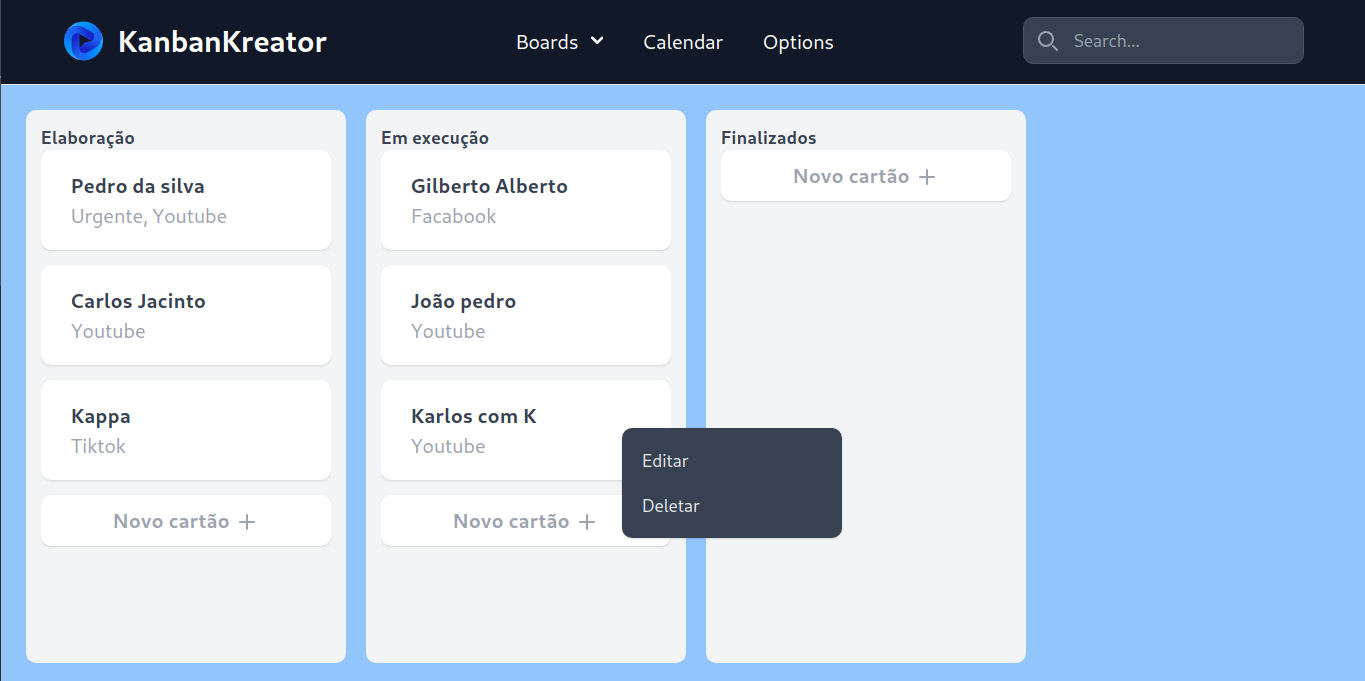 KanbanKreator
Boards
Calendar
Options
Search...
Elaboração
Pedro da silva
Urgente, Youtube
Carlos Jacinto
Youtube
Kappa
Tiktok
Novo cartão +
Em execução
Gilberto Alberto
Facabook
João pedro
Youtube
Karlos com K
Youtube
Novo cartão +
Editar
Deletar
Finalizados
Novo cartão +